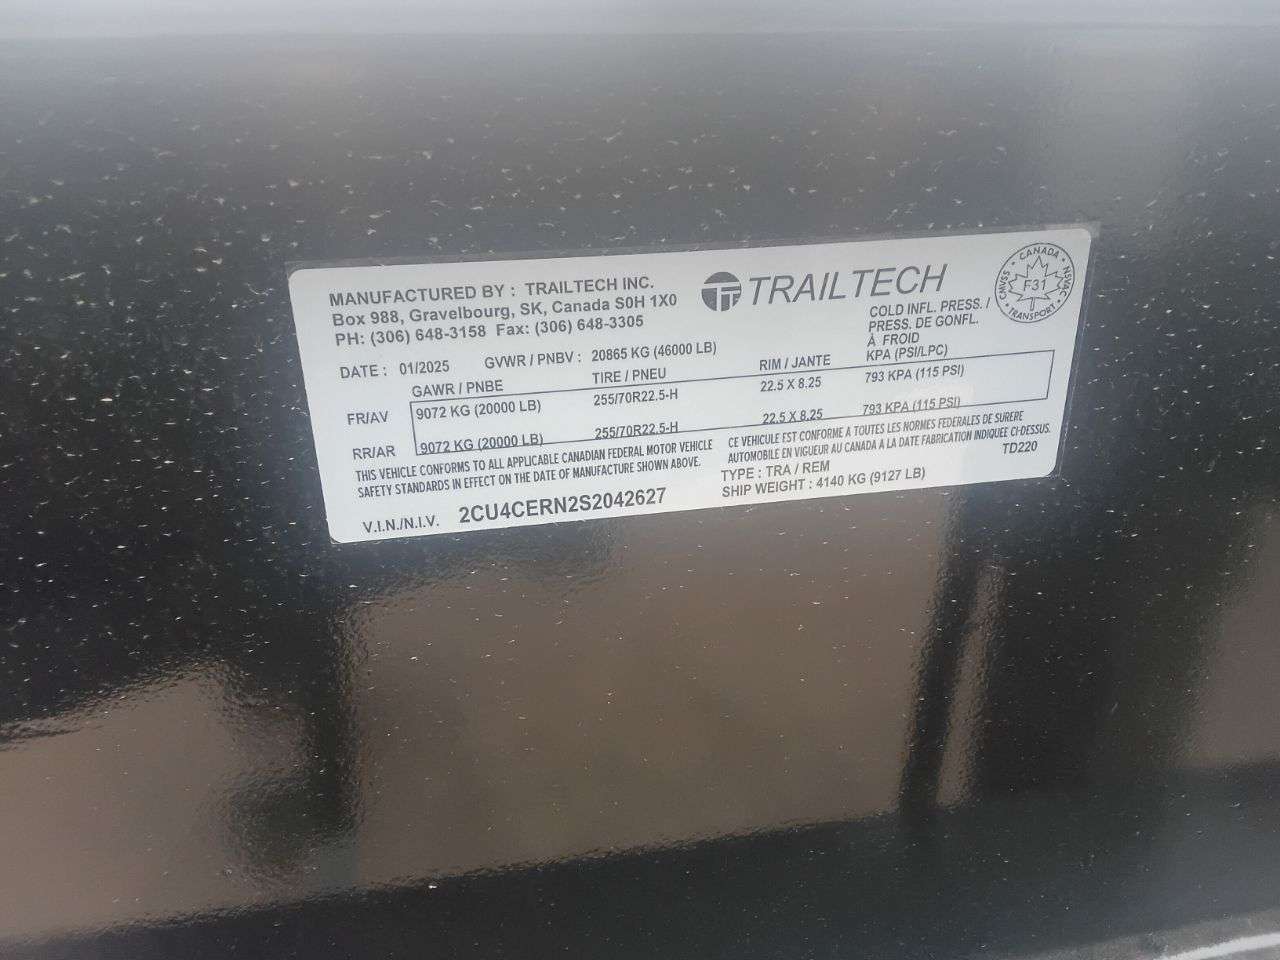 MANUFACTURED BY : TRAILTECH INC.
Box 988, Gravelbourg, SK, Canada S0H 1X0
PH: (306) 648-3158 Fax: (306) 648-3305
TRAILTECH
CANADA
CMVSS
F31
NSVAC
TRANSPORT
DATE : 01/2025 GVWR / PNBV : 20865 KG (46000 LB)
COLD INFL. PRESS. /
PRESS. DE GONFL.
À FROID
KPA (PSI/LPC)
GAWR / PNBE TIRE / PNEU RIM / JANTE
FR/AV 9072 KG (20000 LB) 255/70R22.5-H 22.5 X 8.25 793 KPA (115 PSI)
RR/AR 9072 KG (20000 LB) 255/70R22.5-H 22.5 X 8.25 793 KPA (115 PSI)
THIS VEHICLE CONFORMS TO ALL APPLICABLE CANADIAN FEDERAL MOTOR VEHICLE
SAFETY STANDARDS IN EFFECT ON THE DATE OF MANUFACTURE SHOWN ABOVE.
CE VEHICULE EST CONFORME A TOUTES LES NORMES FEDERALES DE SURERE
AUTOMOBILE EN VIGUEUR AU CANADA A LA DATE FABRICATION INDIQUEE CI-DESSUS.
TYPE : TRA / REM TD220
SHIP WEIGHT : 4140 KG (9127 LB)
V.I.N./N.I.V. 2CU4CERN2S2042627